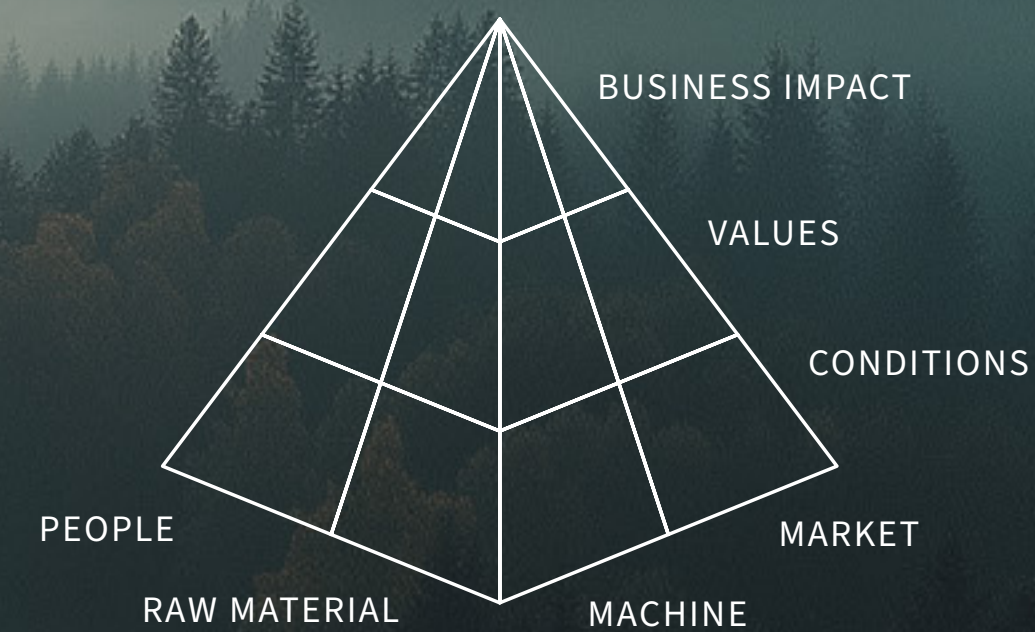 BUSINESS IMPACT
VALUES
CONDITIONS
PEOPLE
MARKET
RAW MATERIAL
MACHINE